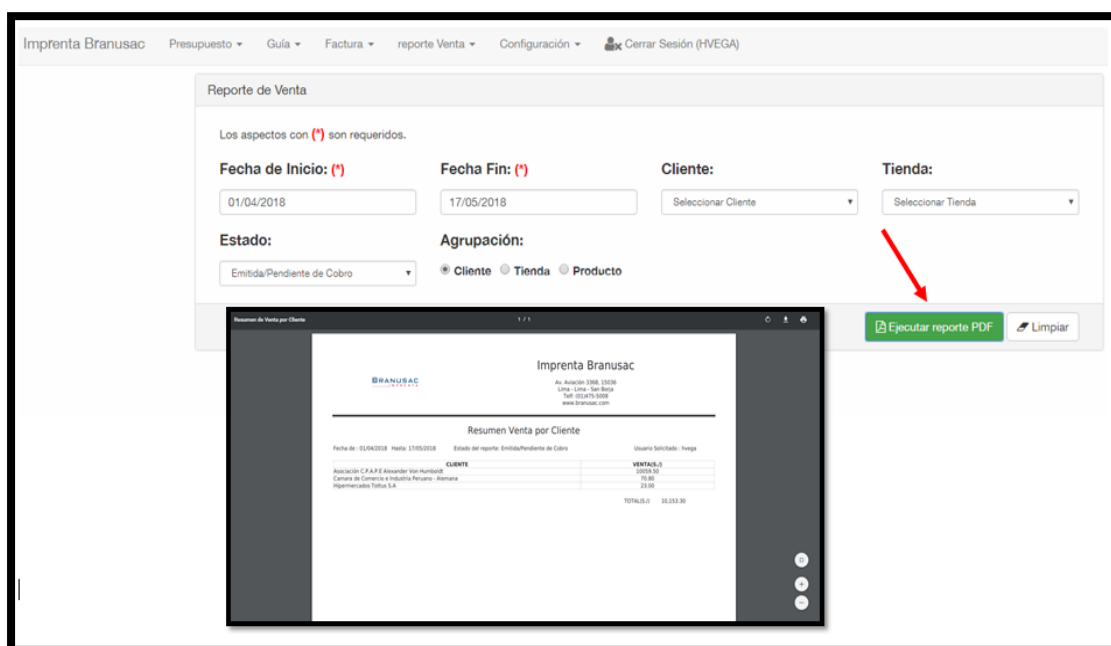 Imprenta Branusac Presupuesto Guía Factura reporte Venta Configuración Cerrar Sesión (HVEGA)
Reporte de Venta
Los aspectos con (*) son requeridos.
Fecha de Inicio: (*) Fecha Fin: (*) Cliente: Tienda:
01/04/2018 17/05/2018 Seleccionar Cliente Seleccionar Tienda
Estado: Agrupación:
Emitida/Pendiente de Cobro Cliente Tienda Producto
Ejecutar reporte PDF Limpiar
Resumen de Venta por Cliente 1 / 1
Imprenta Branusac
BRANUSAC
IMPRENTA
Av. Aviación 3368, 15036
Lima - Lima - San Borja
Telf: (01)475-5008
www.branusac.com
Resumen Venta por Cliente
Fecha de : 01/04/2018 Hasta: 17/05/2018 Estado del reporte: Emitida/Pendiente de Cobro Usuario Solicitado : hvega
CLIENTE VENTA(S./)
Asociación C.P.A.P.E Alexander Von Humboldt 10059.50
Camara de Comercio e Industria Peruano - Alemana 70.80
Hipermercados Tottus S.A 23.00
TOTAL(S./) 10,153.30